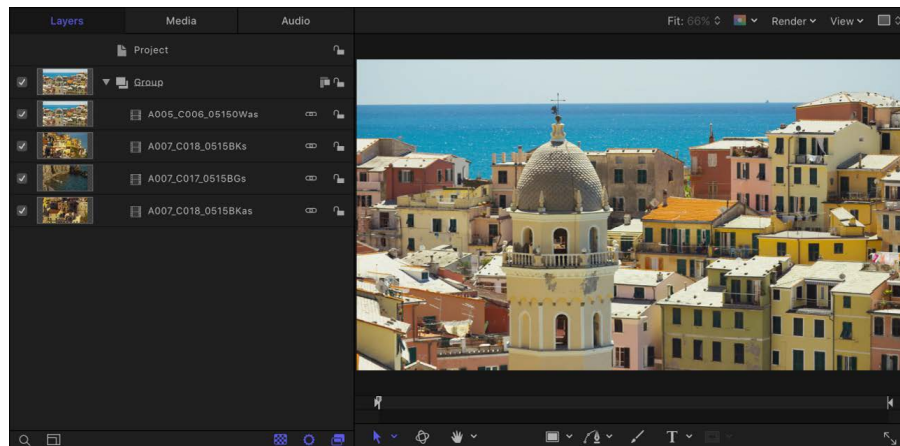 Layers Media Audio
Fit: 66% Render View
Project
Group
A005_C006_05150Was
A007_C018_0515BKs
A007_C017_0515BGs
A007_C018_0515BKas
T